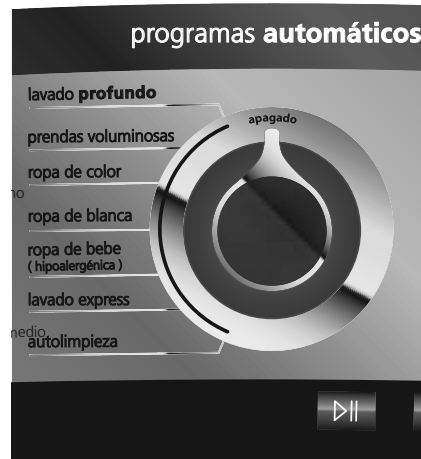 programas automáticos
apagado
lavado profundo
prendas voluminosas
ropa de color
ropa de blanca
ropa de bebe
( hipoalergénica )
lavado express
medio
autolimpieza